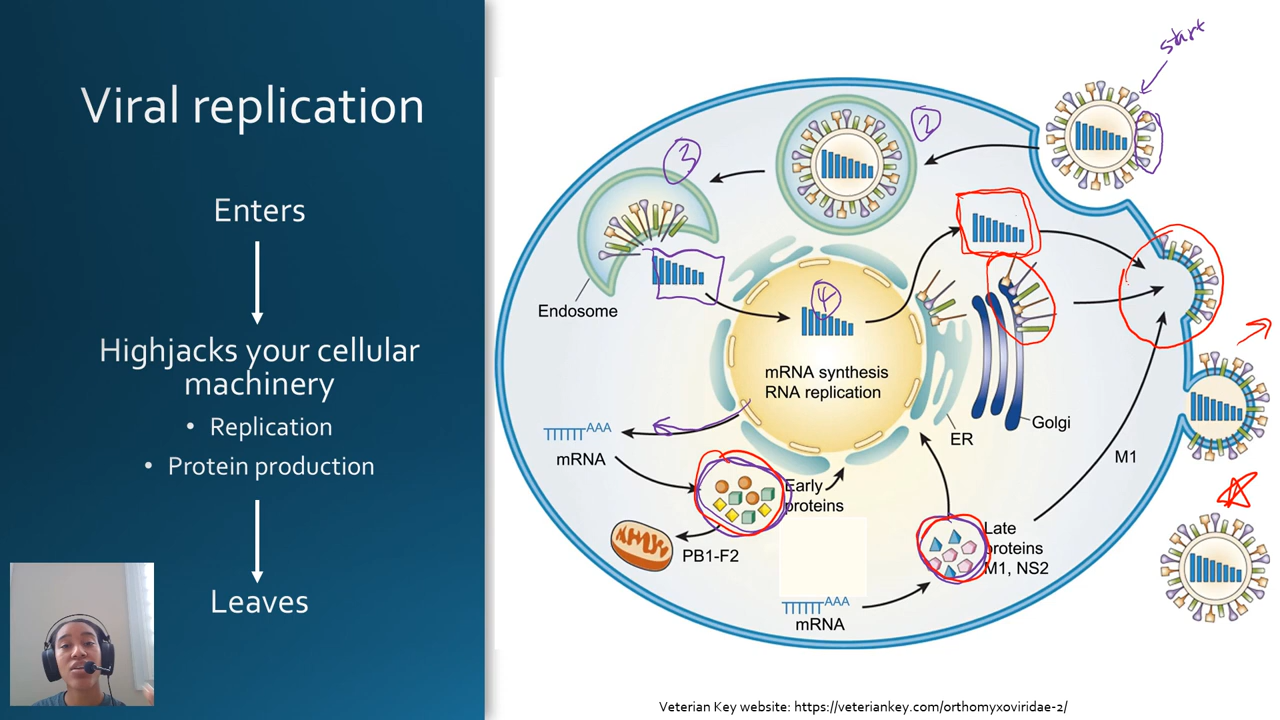 Viral replication
Enters
Highjacks your cellular
machinery
• Replication
• Protein production
Leaves
start
2
3
Endosome
4
mRNA synthesis
RNA replication
AAA
mRNA
Early
proteins
PB1-F2
ER
Golgi
M1
Late
proteins
M1, NS2
AAA
mRNA
Veterian Key website: https://veteriankey.com/orthomyxoviridae-2/